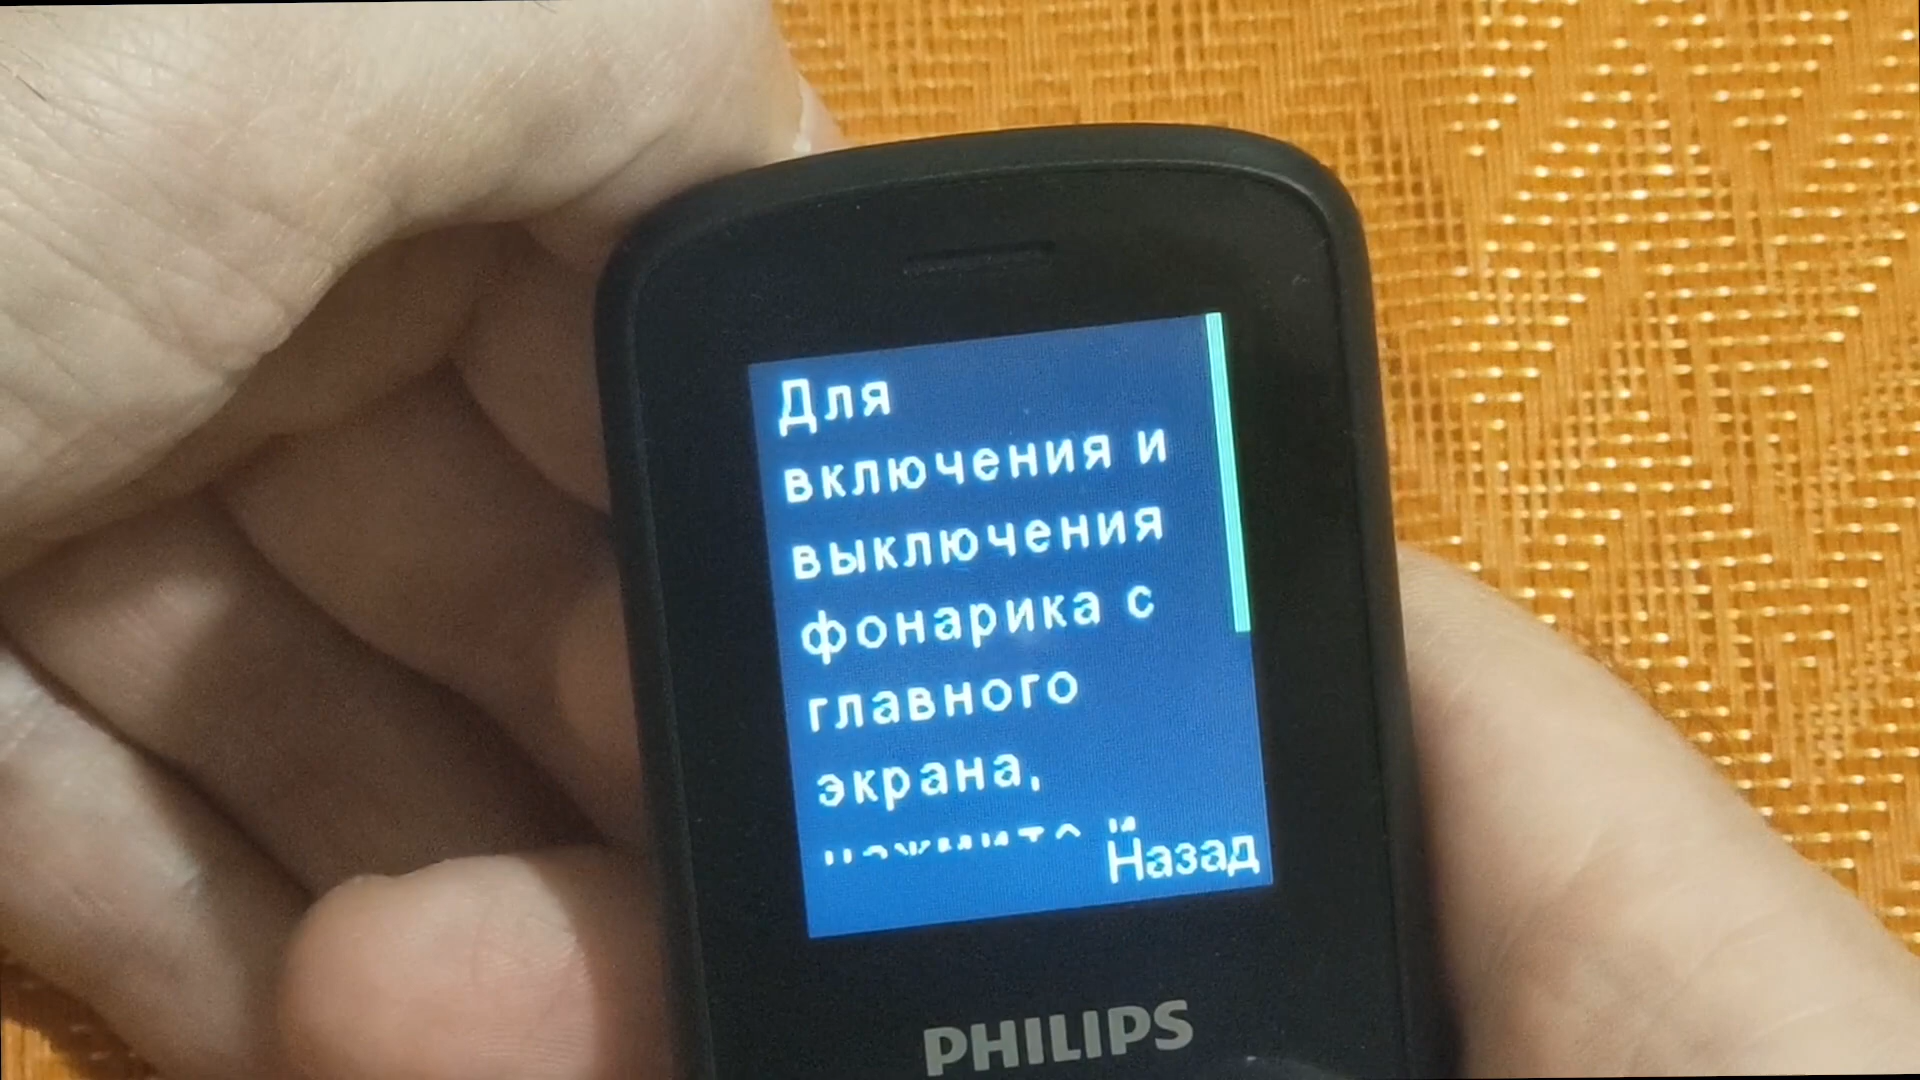 Для
включения и
выключения
фонарика с
главного
экрана,
Назад
PHILIPS